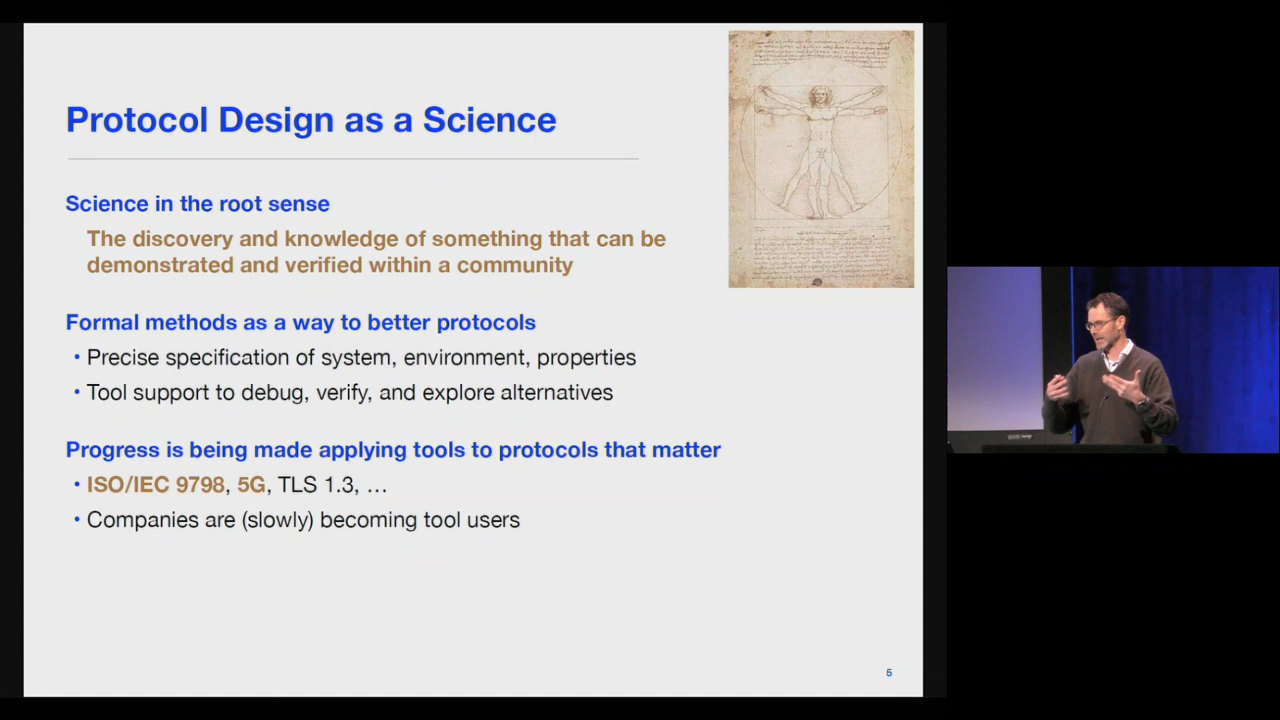 Protocol Design as a Science
Science in the root sense
The discovery and knowledge of something that can be
demonstrated and verified within a community
Formal methods as a way to better protocols
• Precise specification of system, environment, properties
• Tool support to debug, verify, and explore alternatives
Progress is being made applying tools to protocols that matter
• ISO/IEC 9798, 5G, TLS 1.3, …
• Companies are (slowly) becoming tool users
5